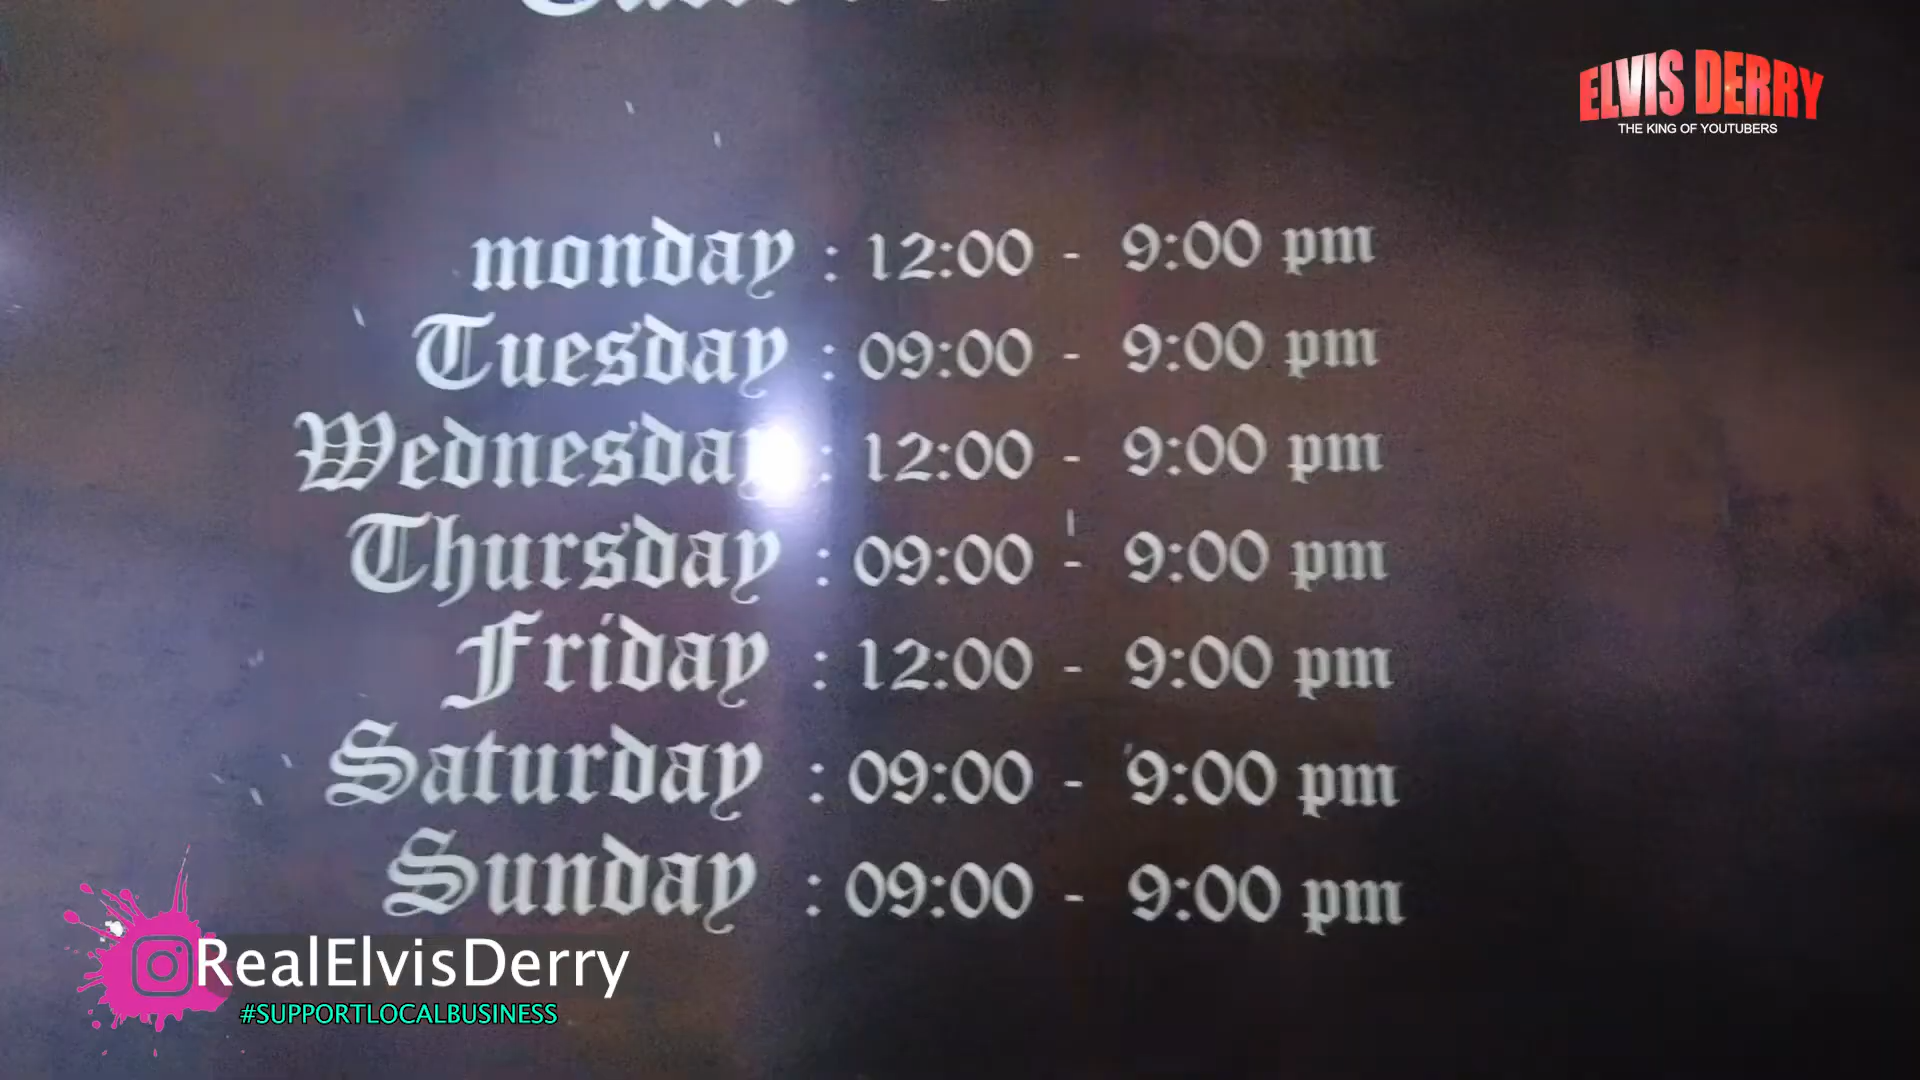 ELVIS DERRY
THE KING OF YOUTUBERS
monday : 12:00 - 9:00 pm
Tuesday : 09:00 - 9:00 pm
Wednesday : 12:00 - 9:00 pm
Thursday : 09:00 - 9:00 pm
Friday : 12:00 - 9:00 pm
Saturday : 09:00 - 9:00 pm
Sunday : 09:00 - 9:00 pm
RealElvisDerry
#SUPPORTLOCALBUSINESS